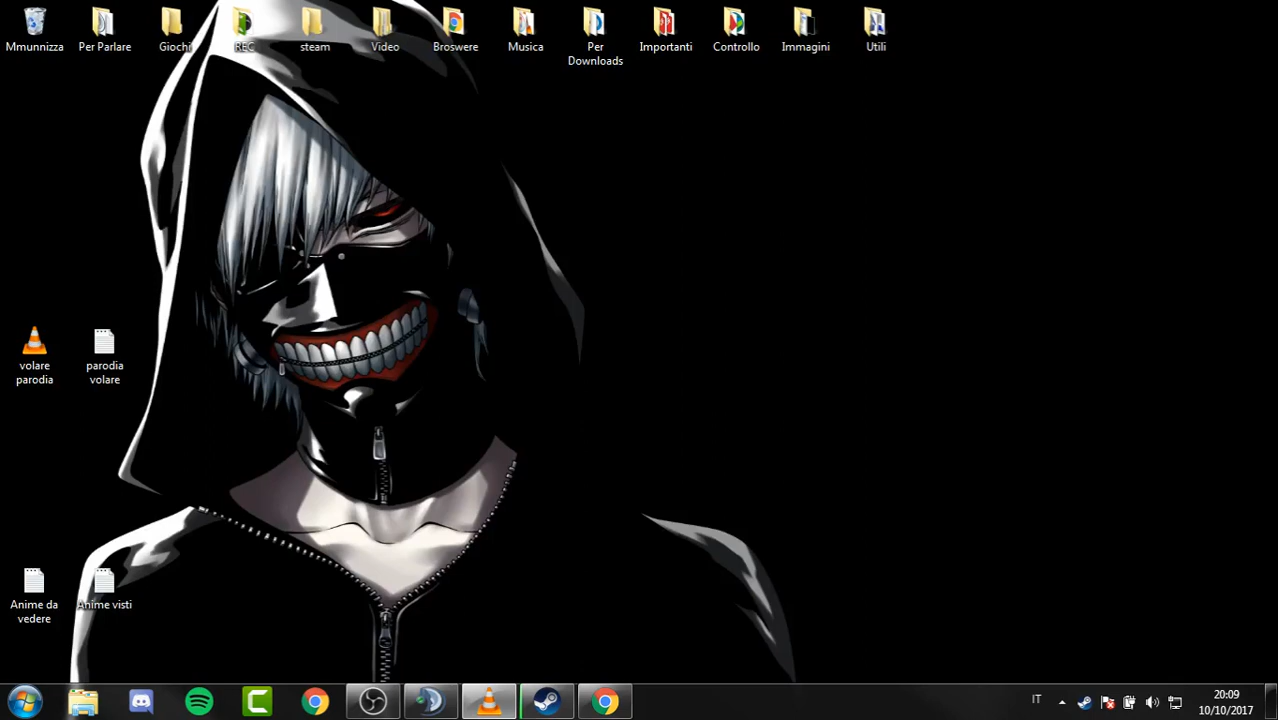 Mmunnizza
Per Parlare
Giochi
REC
steam
Video
Broswere
Musica
Per
Downloads
Importanti
Controllo
Immagini
Utili
volare
parodia
parodia
volare
Anime da
vedere
Anime visti
IT
20:09
10/10/2017